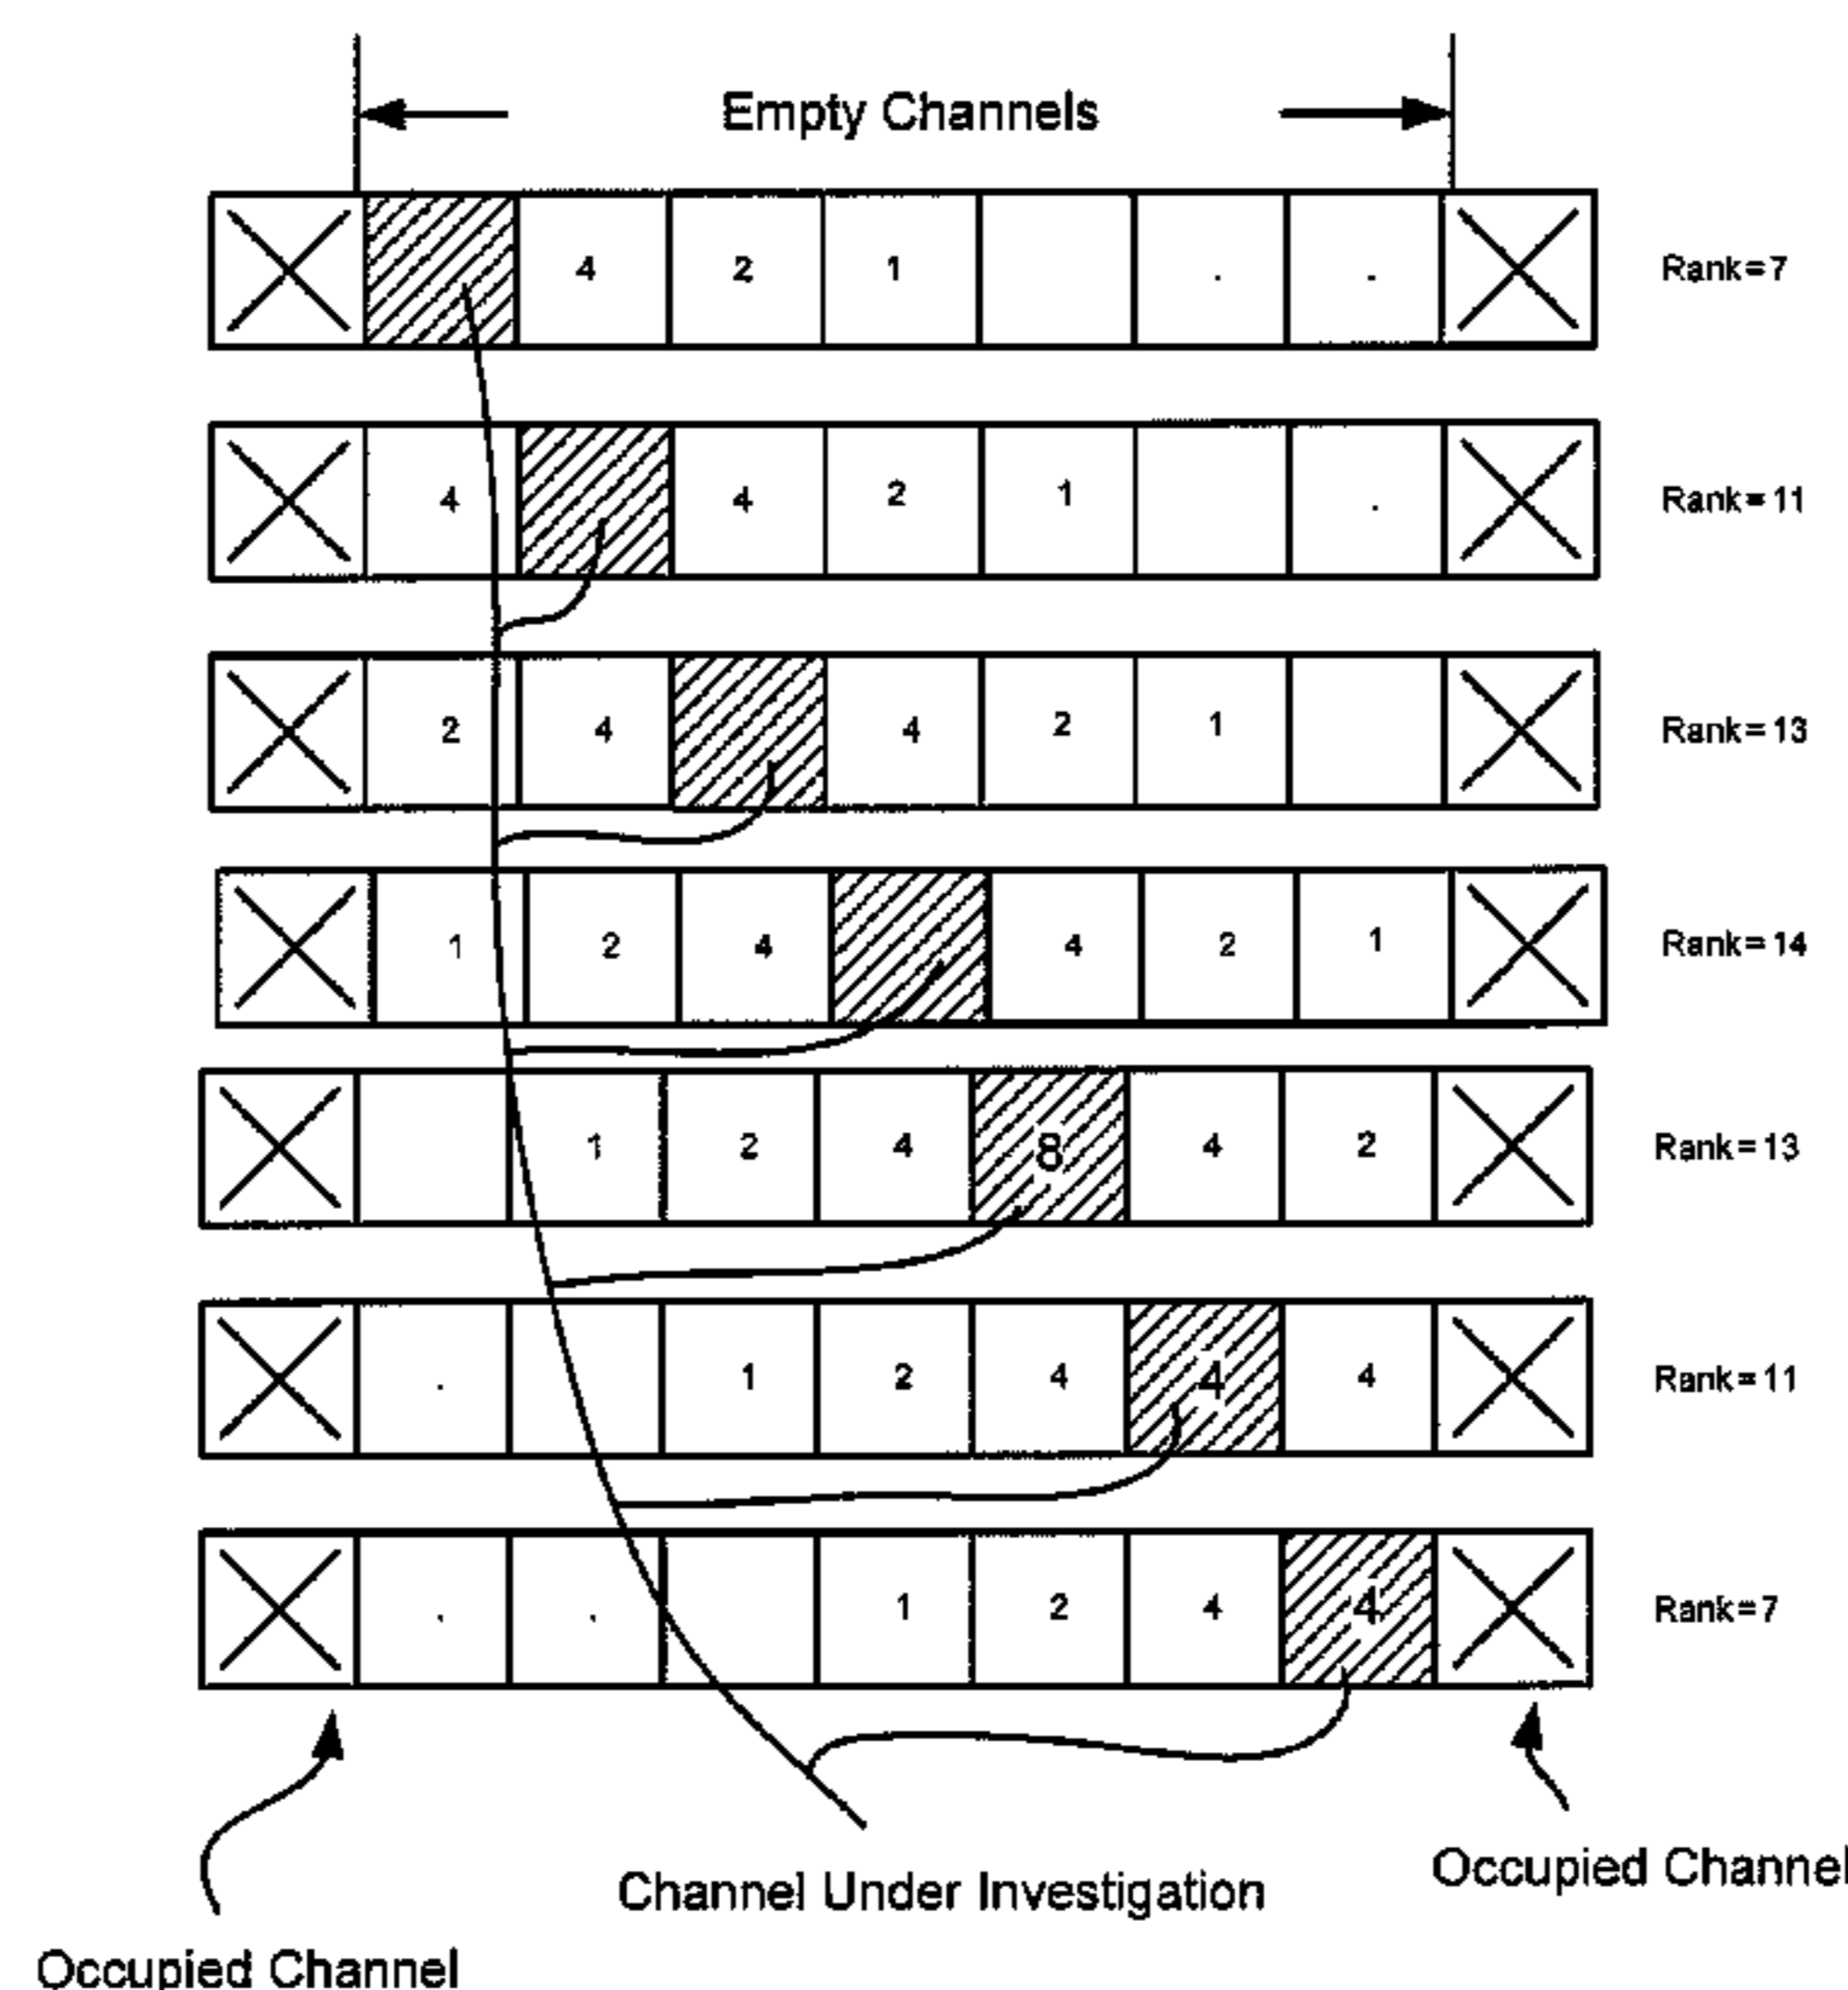 Empty Channels
4 2 1 . . Rank=7
4 4 2 1 . Rank=11
2 4 4 2 1 Rank=13
1 2 4 4 2 1 Rank=14
1 2 4 8 4 2 Rank=13
. 1 2 4 4 4 Rank=11
. . 1 2 4 4 Rank=7
Occupied Channel
Channel Under Investigation
Occupied Channel